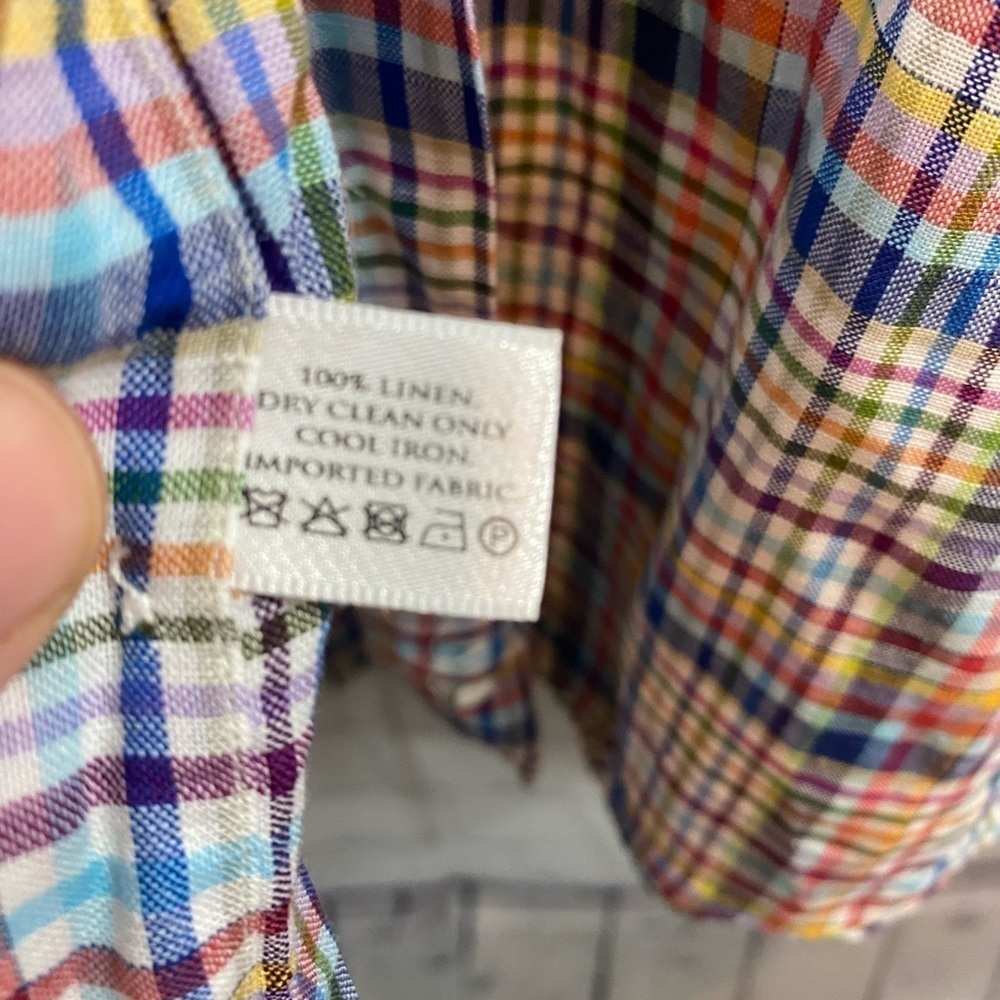 100% LINEN
DRY CLEAN ONLY
COOL IRON.
IMPORTED FABRIC
P